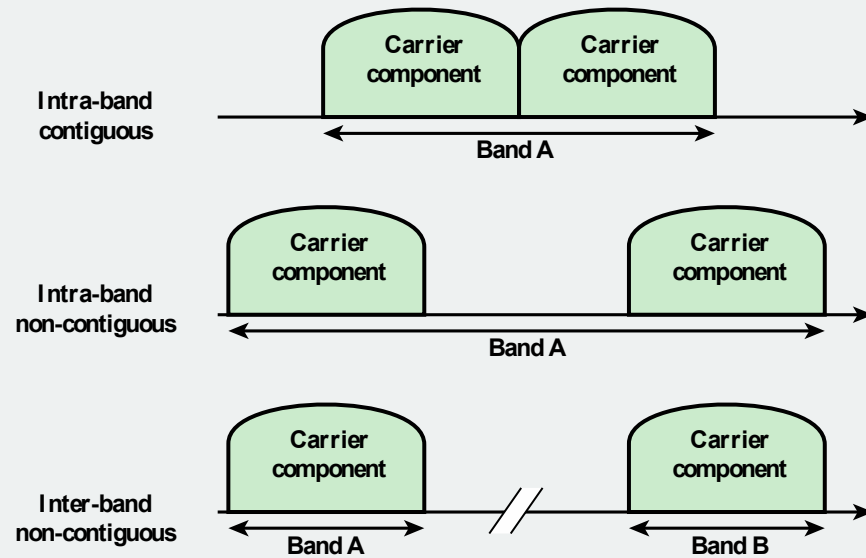 Carrier
component
Carrier
component
Intra-band
contiguous
Band A
Carrier
component
Carrier
component
Intra-band
non-contiguous
Band A
Carrier
component
Carrier
component
Inter-band
non-contiguous
Band A
Band B